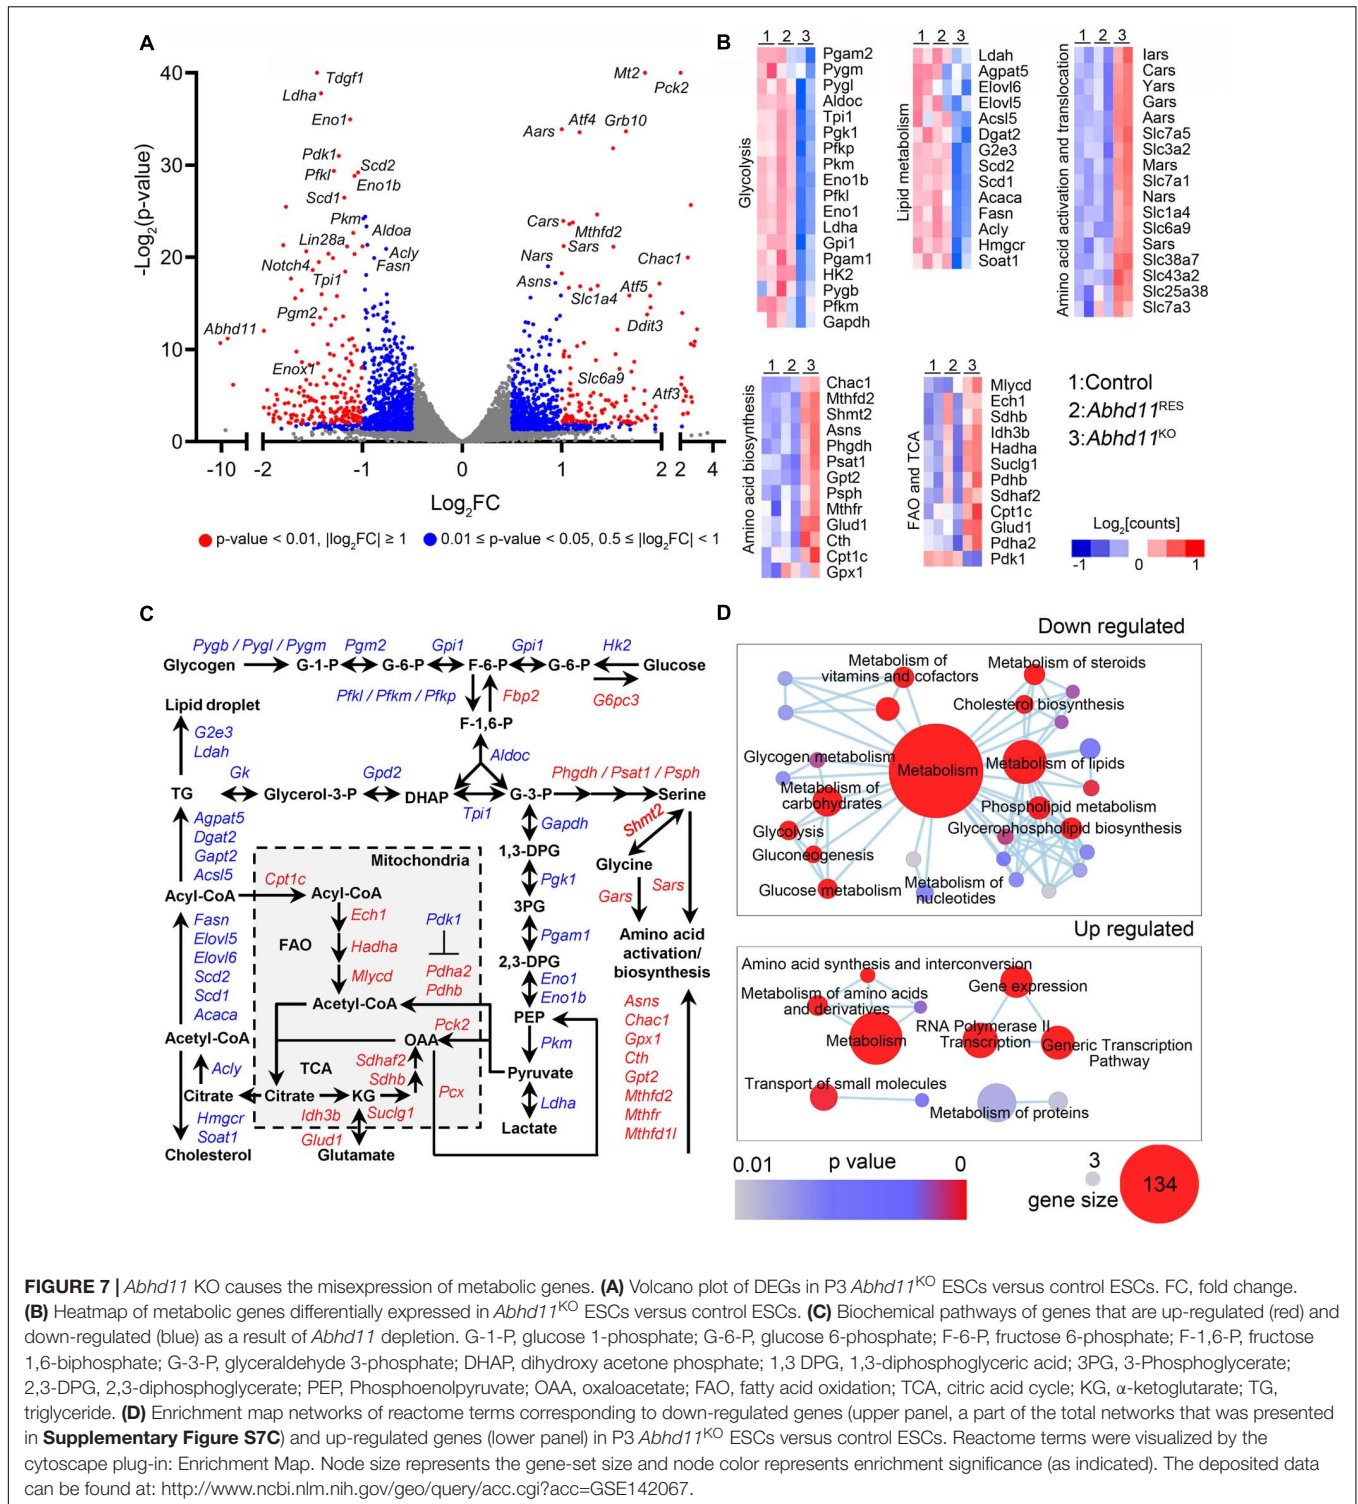 A
-Log2(p-value)
40
30
20
10
0
Tdgf1
Ldha
Eno1
Pdk1
Pfkl
Scd2
Eno1b
Scd1
Pkm
Aldoa
Lin28a
Acly
Fasn
Notch4
Tpi1
Pgm2
Abhd11
Enox1
Mt2
Pck2
Aars
Atf4
Grb10
Cars
Mthfd2
Sars
Nars
Chac1
Asns
Slc1a4
Atf5
Ddit3
Slc6a9
Atf3
-10 -2 -1 0 1 2 2 4
Log2FC
p-value < 0.01, |log2FC| ≥ 1
0.01 ≤ p-value < 0.05, 0.5 ≤ |log2FC| < 1
B
1 2 3
Glycolysis
Pgam2
Pygm
Pygl
Aldoc
Tpi1
Pgk1
Pfkp
Pkm
Eno1b
Pfkl
Eno1
Ldha
Gpi1
Pgam1
HK2
Pygb
Pfkm
Gapdh
1 2 3
Lipid metabolism
Ldah
Agpat5
Elovl6
Elovl5
Acsl5
Dgat2
G2e3
Scd2
Scd1
Acaca
Fasn
Acly
Hmgcr
Soat1
1 2 3
Amino acid activation and translocation
Iars
Cars
Yars
Gars
Aars
Slc7a5
Slc3a2
Mars
Slc7a1
Nars
Slc1a4
Slc6a9
Sars
Slc38a7
Slc43a2
Slc25a38
Slc7a3
1 2 3
Amino acid biosynthesis
Chac1
Mthfd2
Shmt2
Asns
Phgdh
Psat1
Gpt2
Psph
Mthfr
Glud1
Cth
Cpt1c
Gpx1
1 2 3
FAO and TCA
Mlycd
Ech1
Sdhb
Idh3b
Hadha
Suclg1
Pdhb
Sdhaf2
Cpt1c
Glud1
Pdha2
Pdk1
1:Control
2:Abhd11RES
3:Abhd11KO
Log2[counts]
-1 0 1
C
Pygb / Pygl / Pygm Pgm2 Gpi1 Gpi1 Hk2
Glycogen G-1-P G-6-P F-6-P G-6-P Glucose
Pfkl / Pfkm / Pfkp Fbp2 G6pc3
Lipid droplet
F-1,6-P
G2e3
Ldah
Aldoc
Gk Gpd2 Phgdh / Psat1 / Psph
TG Glycerol-3-P DHAP G-3-P Serine
Tpi1
Agpat5
Dgat2
Gapt2
Acsl5
Gapdh
Shmt2
Mitochondria
1,3-DPG
Glycine
Cpt1c
Acyl-CoA Acyl-CoA
Pgk1
Gars
Sars
Fasn
Elovl5
Elovl6
Scd2
Scd1
Acaca
Ech1
FAO
Hadha
Mlycd
Pdk1
Pdha2
Pdhb
3PG
Pgam1
2,3-DPG
Amino acid
activation/
biosynthesis
Acetyl-CoA
Eno1
Eno1b
Asns
Chac1
Gpx1
Cth
Gpt2
Mthfd2
Mthfr
Mthfd1l
Pck2
PEP
Acetyl-CoA
OAA
Pkm
Acly
TCA
Sdhaf2
Sdhb
Pyruvate
Pcx
Citrate Citrate KG
Idh3b Suclg1
Ldha
Hmgcr
Soat1
Lactate
Glud1
Cholesterol Glutamate
D
Down regulated
Metabolism of
vitamins and cofactors
Metabolism of steroids
Cholesterol biosynthesis
Glycogen metabolism
Metabolism
Metabolism of lipids
Metabolism of
carbohydrates
Phospholipid metabolism
Glycolysis
Glycerophospholipid biosynthesis
Gluconeogenesis
Glucose metabolism
Metabolism of
nucleotides
Up regulated
Amino acid synthesis and interconversion
Gene expression
Metabolism of amino acids
and derivatives
Metabolism
RNA Polymerase II
Transcription
Generic Transcription
Pathway
Transport of small molecules
Metabolism of proteins
0.01 p value 0
3
gene size
134
FIGURE 7 | Abhd11 KO causes the misexpression of metabolic genes. (A) Volcano plot of DEGs in P3 Abhd11KO ESCs versus control ESCs. FC, fold change.
(B) Heatmap of metabolic genes differentially expressed in Abhd11KO ESCs versus control ESCs. (C) Biochemical pathways of genes that are up-regulated (red) and
down-regulated (blue) as a result of Abhd11 depletion. G-1-P, glucose 1-phosphate; G-6-P, glucose 6-phosphate; F-6-P, fructose 6-phosphate; F-1,6-P, fructose
1,6-biphosphate; G-3-P, glyceraldehyde 3-phosphate; DHAP, dihydroxy acetone phosphate; 1,3 DPG, 1,3-diphosphoglyceric acid; 3PG, 3-Phosphoglycerate;
2,3-DPG, 2,3-diphosphoglycerate; PEP, Phosphoenolpyruvate; OAA, oxaloacetate; FAO, fatty acid oxidation; TCA, citric acid cycle; KG, α-ketoglutarate; TG,
triglyceride. (D) Enrichment map networks of reactome terms corresponding to down-regulated genes (upper panel, a part of the total networks that was presented
in Supplementary Figure S7C) and up-regulated genes (lower panel) in P3 Abhd11KO ESCs versus control ESCs. Reactome terms were visualized by the
cytoscape plug-in: Enrichment Map. Node size represents the gene-set size and node color represents enrichment significance (as indicated). The deposited data
can be found at: http://www.ncbi.nlm.nih.gov/geo/query/acc.cgi?acc=GSE142067.